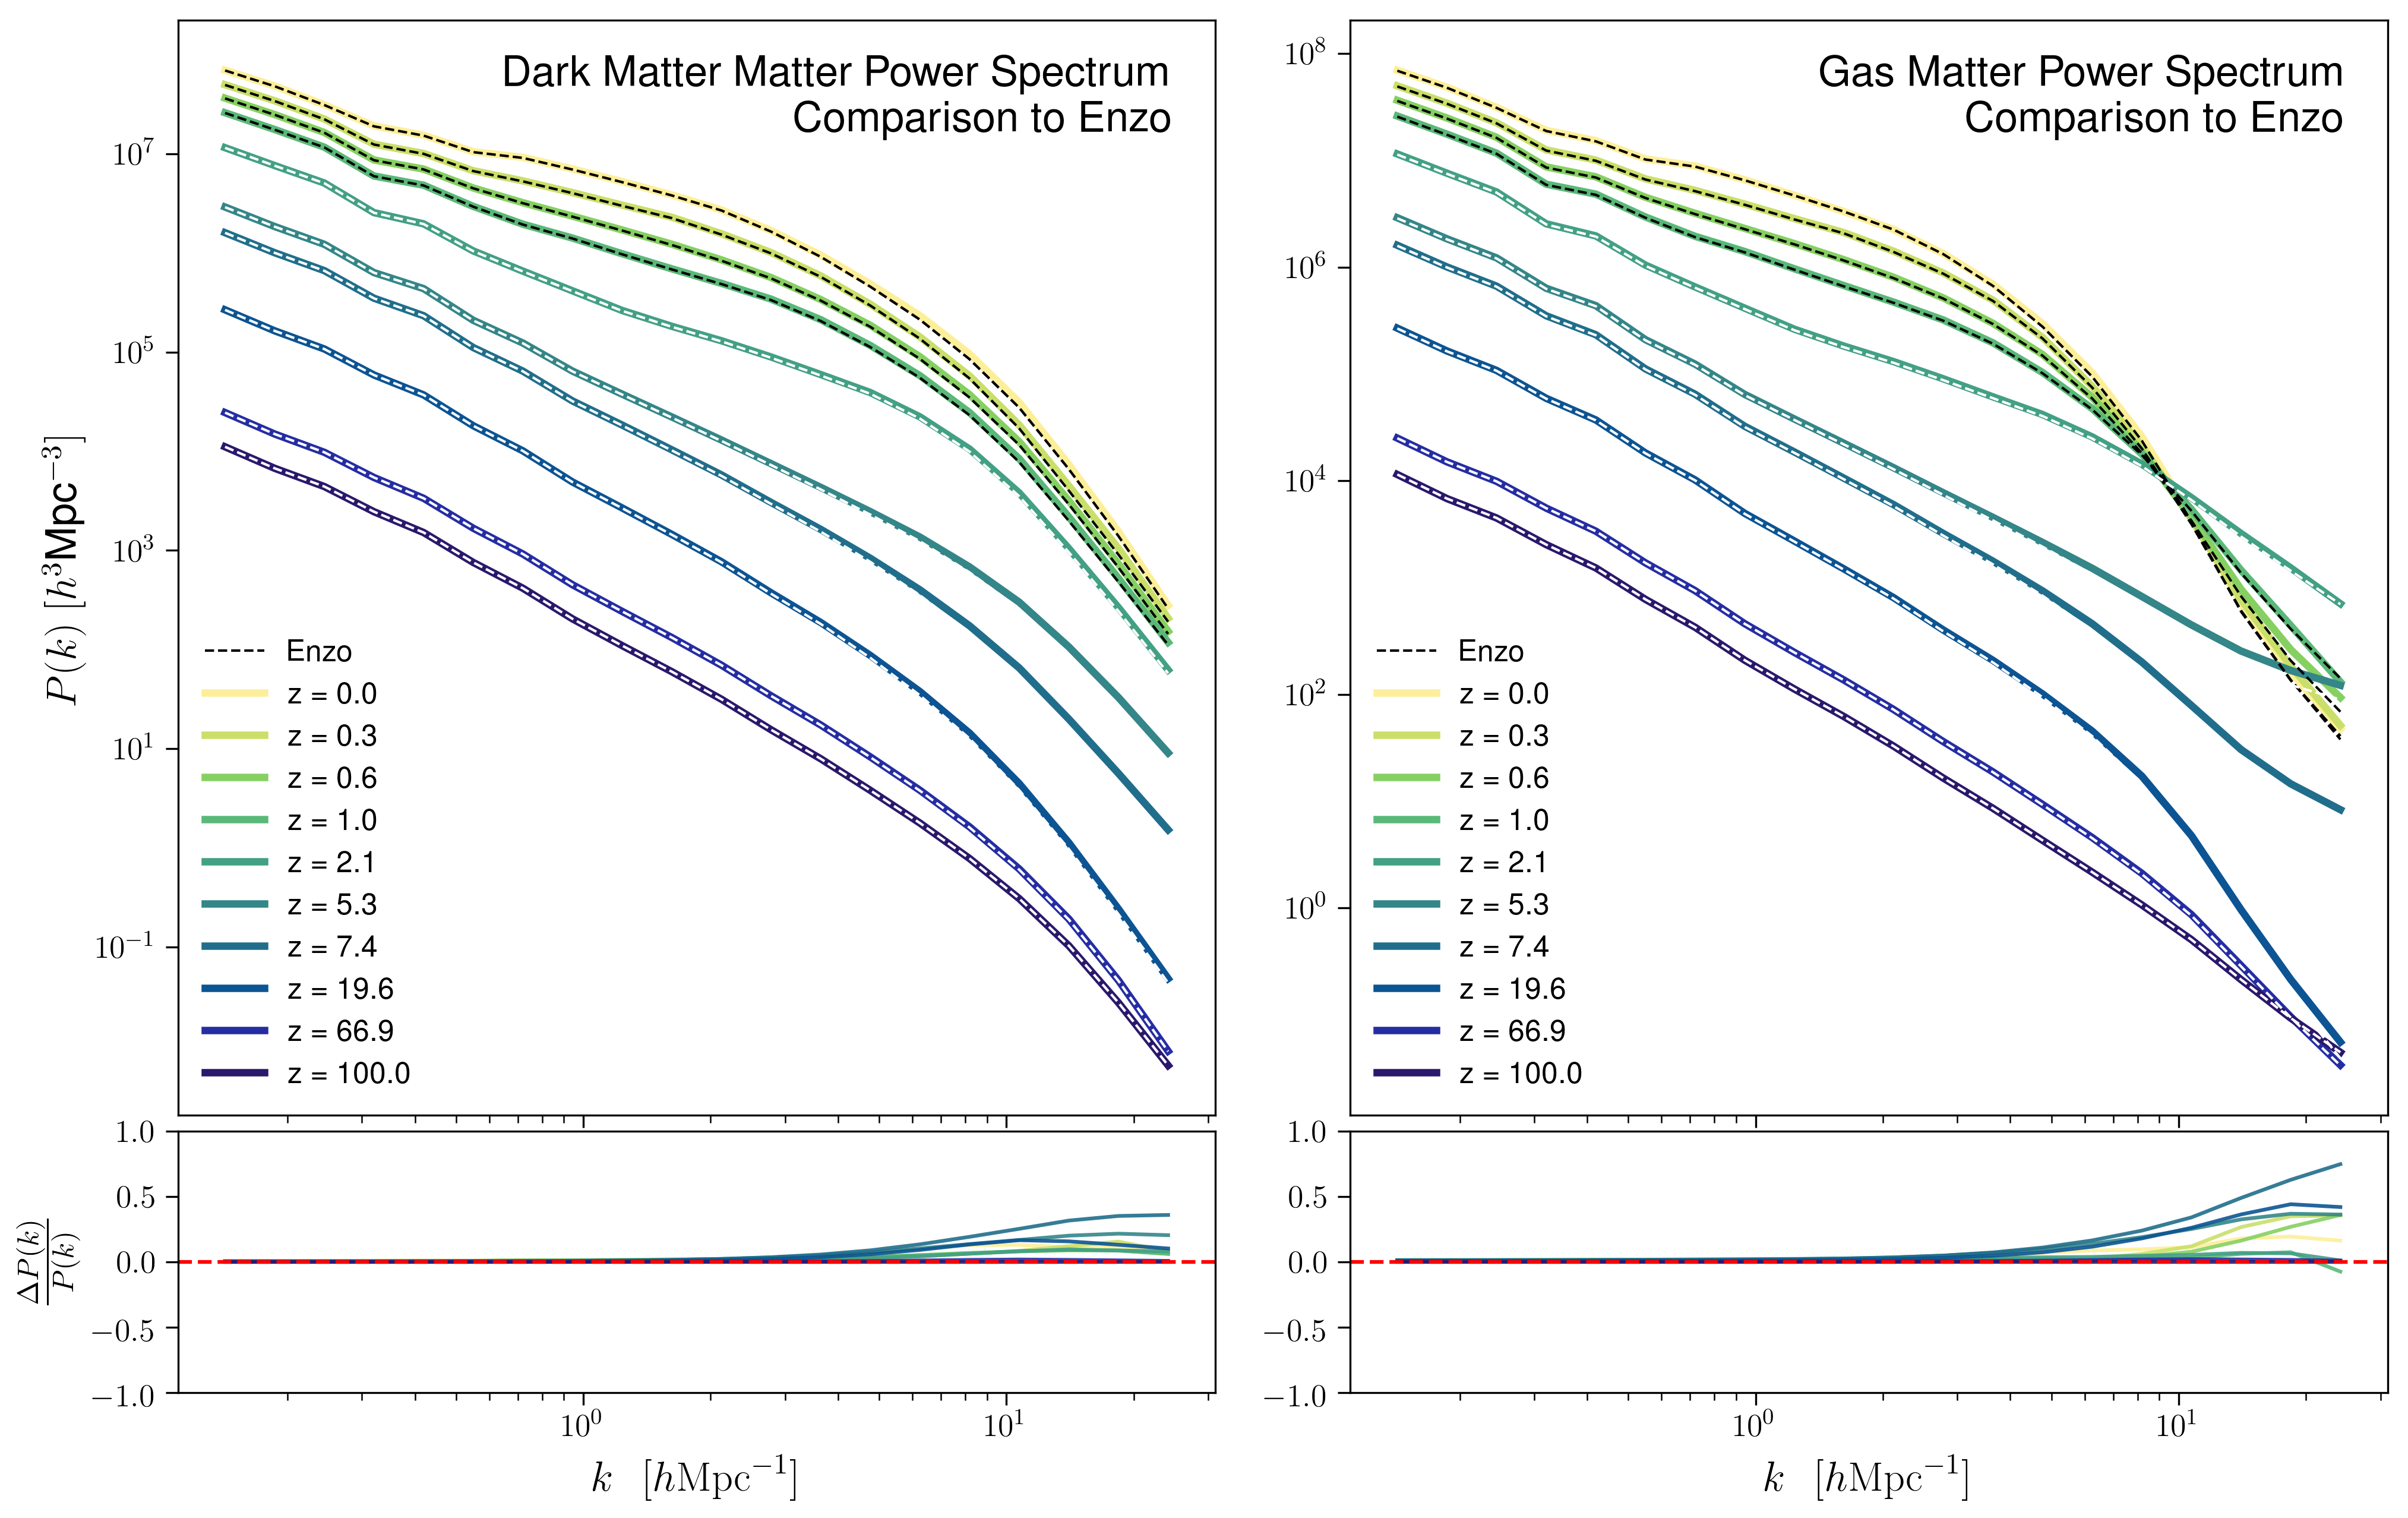 Dark Matter Matter Power Spectrum
Comparison to Enzo
10^7
10^5
10^3
10^1
10^{-1}
P(k) [h^3Mpc^{-3}]
Enzo
z = 0.0
z = 0.3
z = 0.6
z = 1.0
z = 2.1
z = 5.3
z = 7.4
z = 19.6
z = 66.9
z = 100.0
1.0
0.5
0.0
−0.5
−1.0
ΔP(k)
P(k)
10^0 10^1
k [hMpc^{-1}]
Gas Matter Power Spectrum
Comparison to Enzo
10^8
10^6
10^4
10^2
10^0
Enzo
z = 0.0
z = 0.3
z = 0.6
z = 1.0
z = 2.1
z = 5.3
z = 7.4
z = 19.6
z = 66.9
z = 100.0
1.0
0.5
0.0
−0.5
−1.0
10^0 10^1
k [hMpc^{-1}]